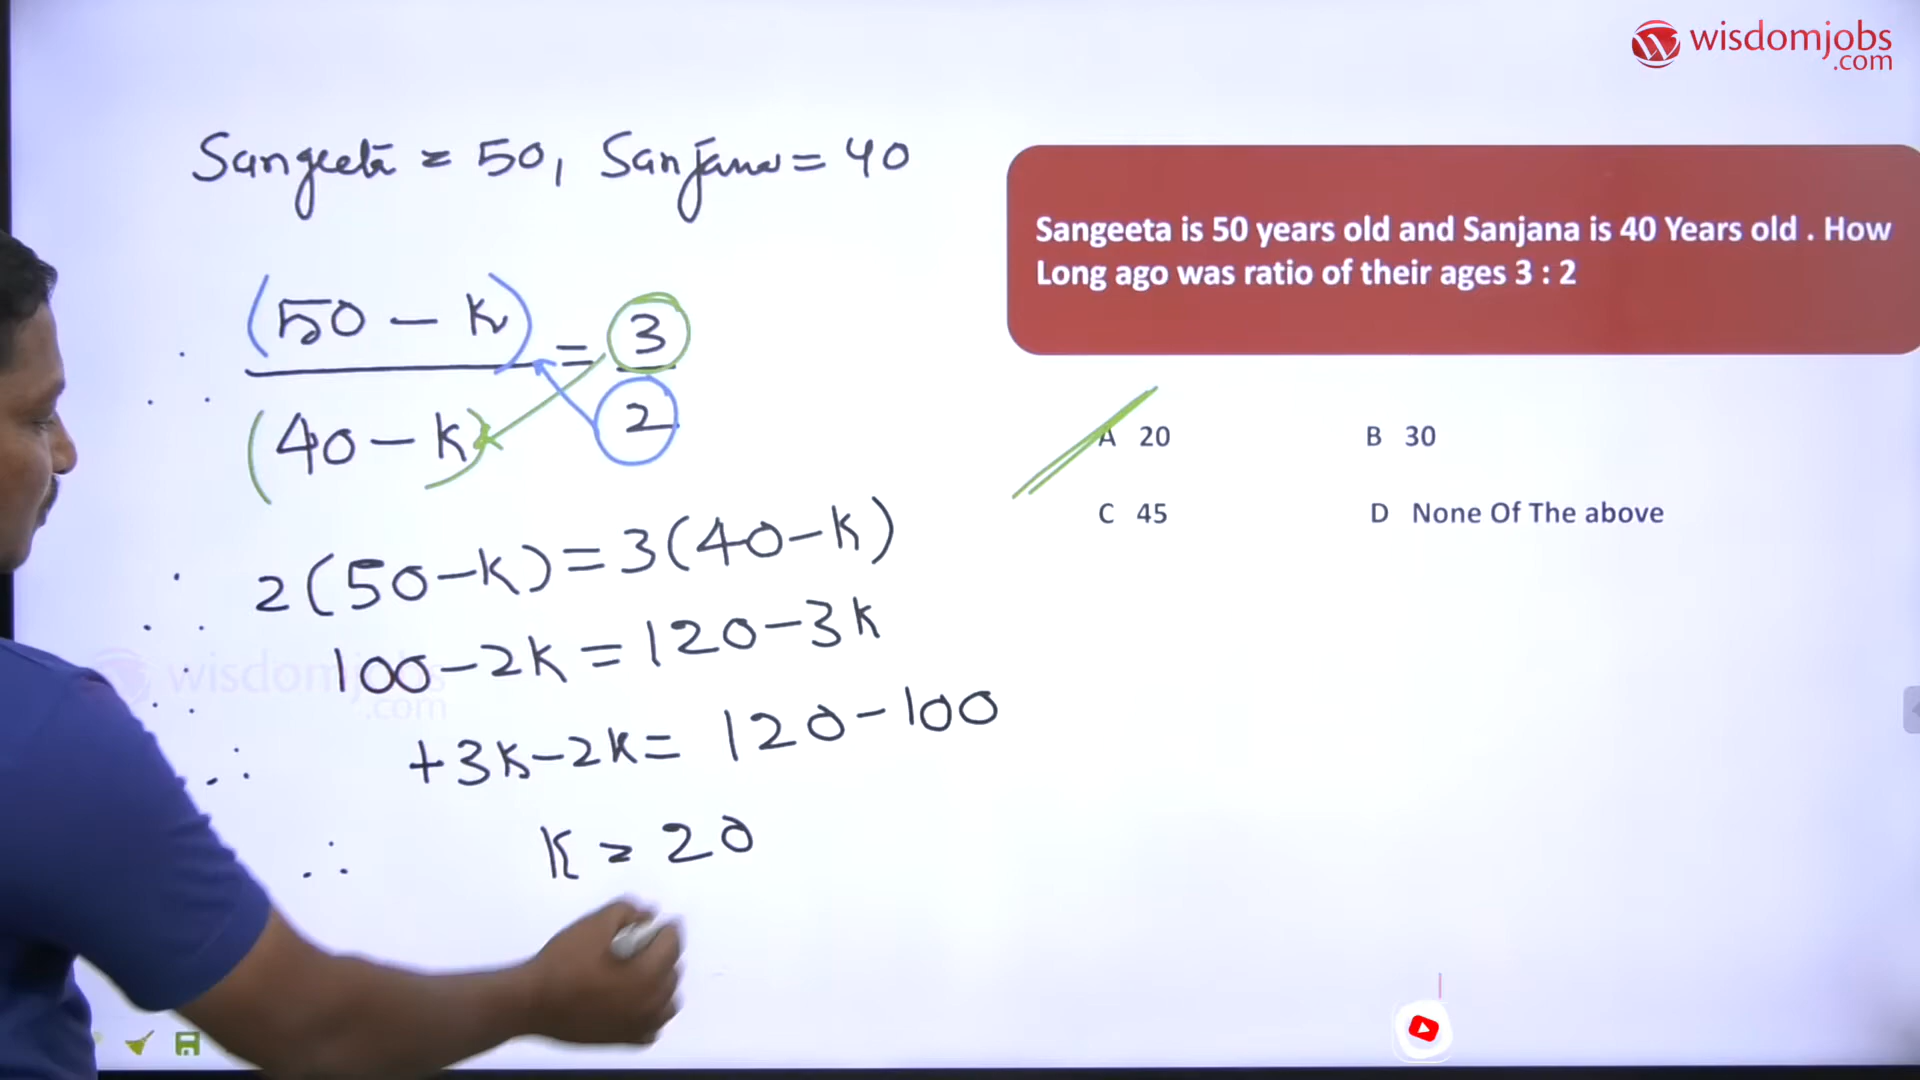 wisdomjobs
.com
Sangeeta = 50, Sanjana = 40
Sangeeta is 50 years old and Sanjana is 40 Years old . How
Long ago was ratio of their ages 3 : 2
(50 - K)
= 3
(40 - K)
2
A 20
B 30
C 45
D None Of The above
∴ 2(50-K) = 3(40-K)
∴ 100-2K = 120-3K
∴ +3K-2K = 120-100
∴ K = 20
wisdomjobs
.com